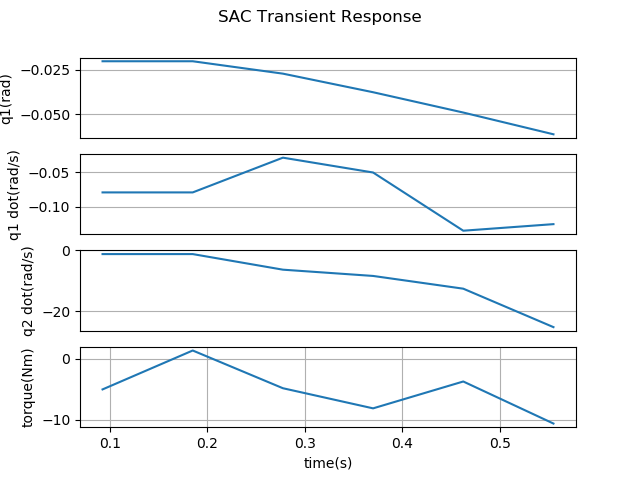 SAC Transient Response
q1(rad)
−0.025
−0.050
q1 dot(rad/s)
−0.05
−0.10
q2 dot(rad/s)
0
−20
torque(Nm)
0
−10
0.1 0.2 0.3 0.4 0.5
time(s)